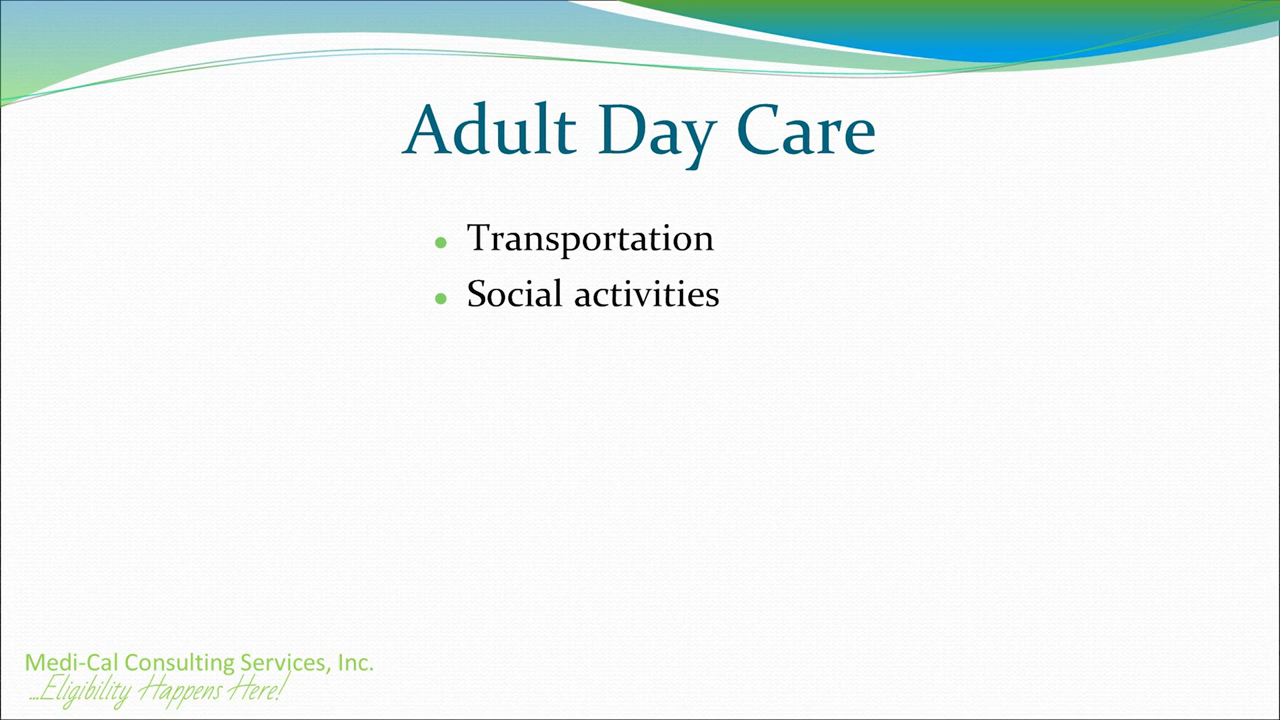 Adult Day Care
• Transportation
• Social activities
Medi-Cal Consulting Services, Inc.
...Eligibility Happens Here!